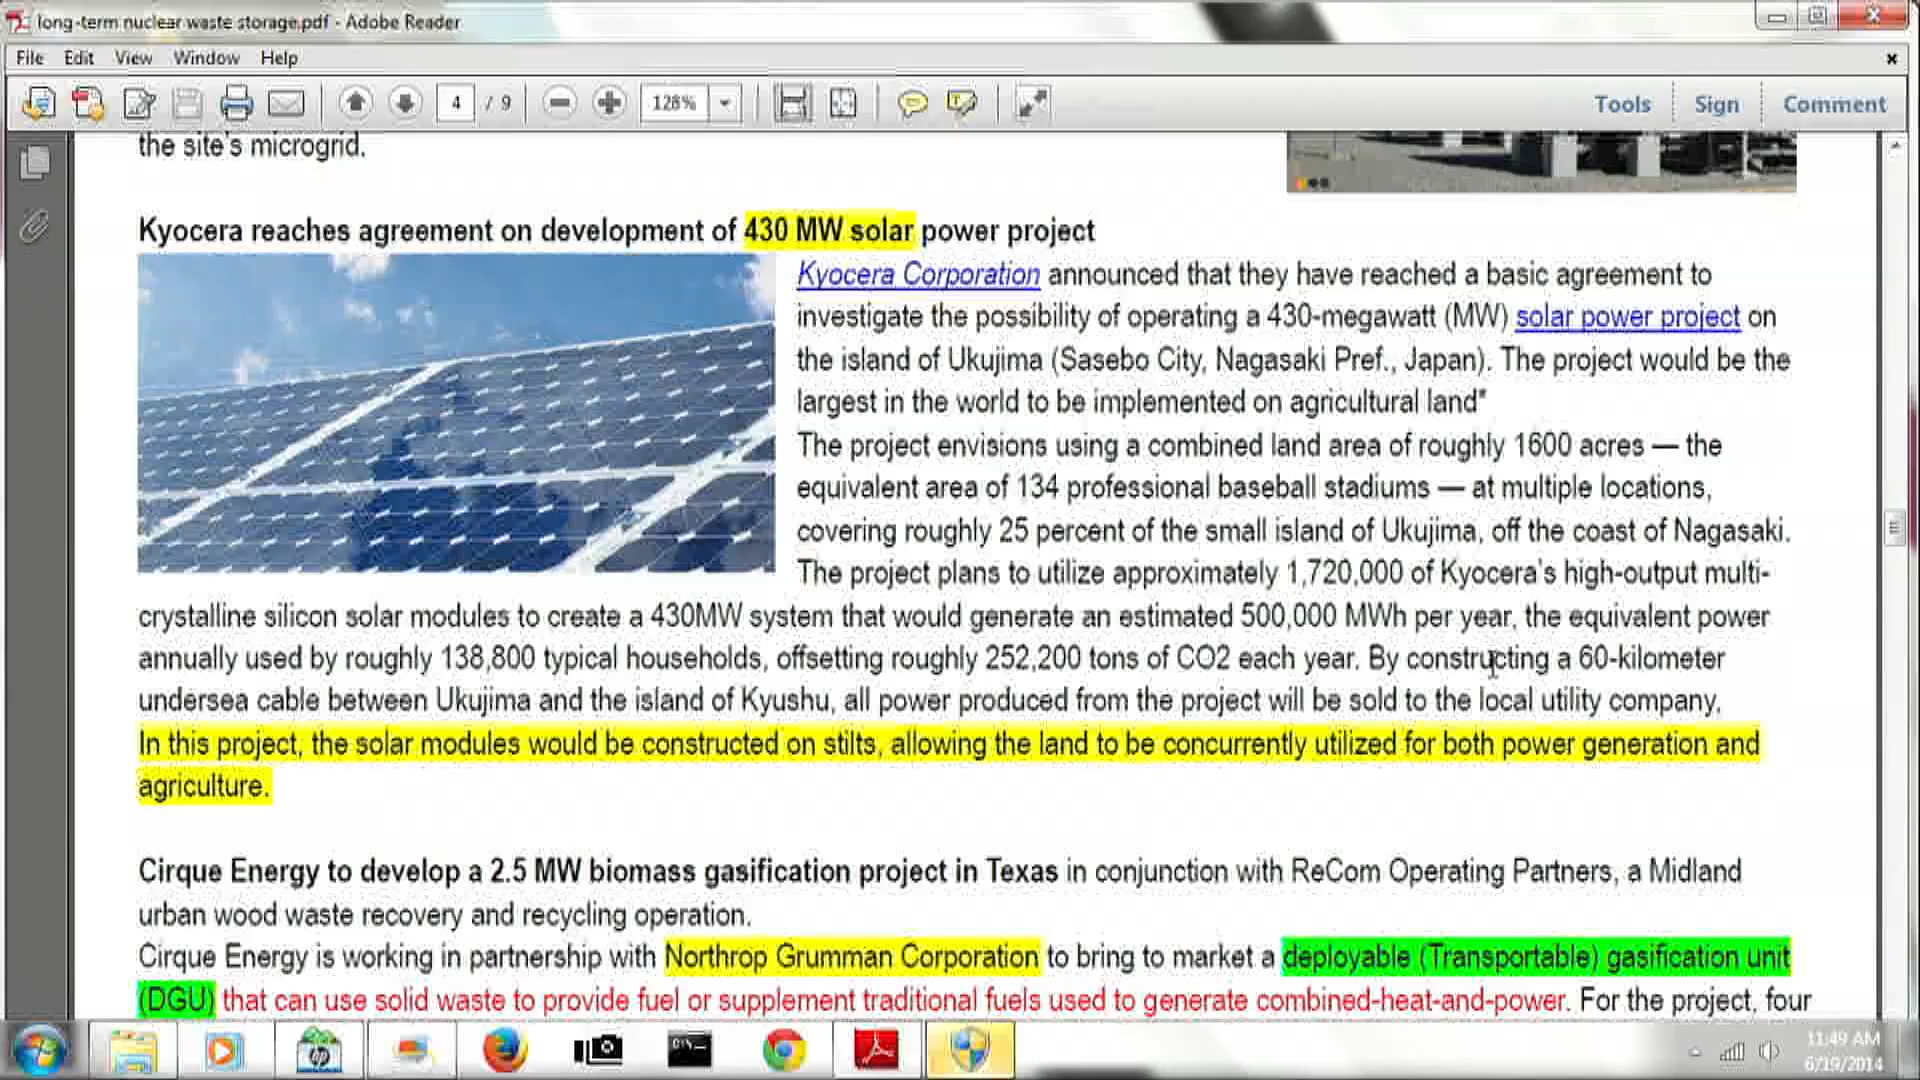 long-term nuclear waste storage.pdf - Adobe Reader
File Edit View Window Help
4 / 9 128% Tools Sign Comment
the site's microgrid.
Kyocera reaches agreement on development of 430 MW solar power project
Kyocera Corporation announced that they have reached a basic agreement to
investigate the possibility of operating a 430-megawatt (MW) solar power project on
the island of Ukujima (Sasebo City, Nagasaki Pref., Japan). The project would be the
largest in the world to be implemented on agricultural land*
The project envisions using a combined land area of roughly 1600 acres — the
equivalent area of 134 professional baseball stadiums — at multiple locations,
covering roughly 25 percent of the small island of Ukujima, off the coast of Nagasaki.
The project plans to utilize approximately 1,720,000 of Kyocera's high-output multi-
crystalline silicon solar modules to create a 430MW system that would generate an estimated 500,000 MWh per year, the equivalent power
annually used by roughly 138,800 typical households, offsetting roughly 252,200 tons of CO2 each year. By constructing a 60-kilometer
undersea cable between Ukujima and the island of Kyushu, all power produced from the project will be sold to the local utility company,
In this project, the solar modules would be constructed on stilts, allowing the land to be concurrently utilized for both power generation and
agriculture.
Cirque Energy to develop a 2.5 MW biomass gasification project in Texas in conjunction with ReCom Operating Partners, a Midland
urban wood waste recovery and recycling operation.
Cirque Energy is working in partnership with Northrop Grumman Corporation to bring to market a deployable (Transportable) gasification unit
(DGU) that can use solid waste to provide fuel or supplement traditional fuels used to generate combined-heat-and-power. For the project, four
11:49 AM
6/19/2014